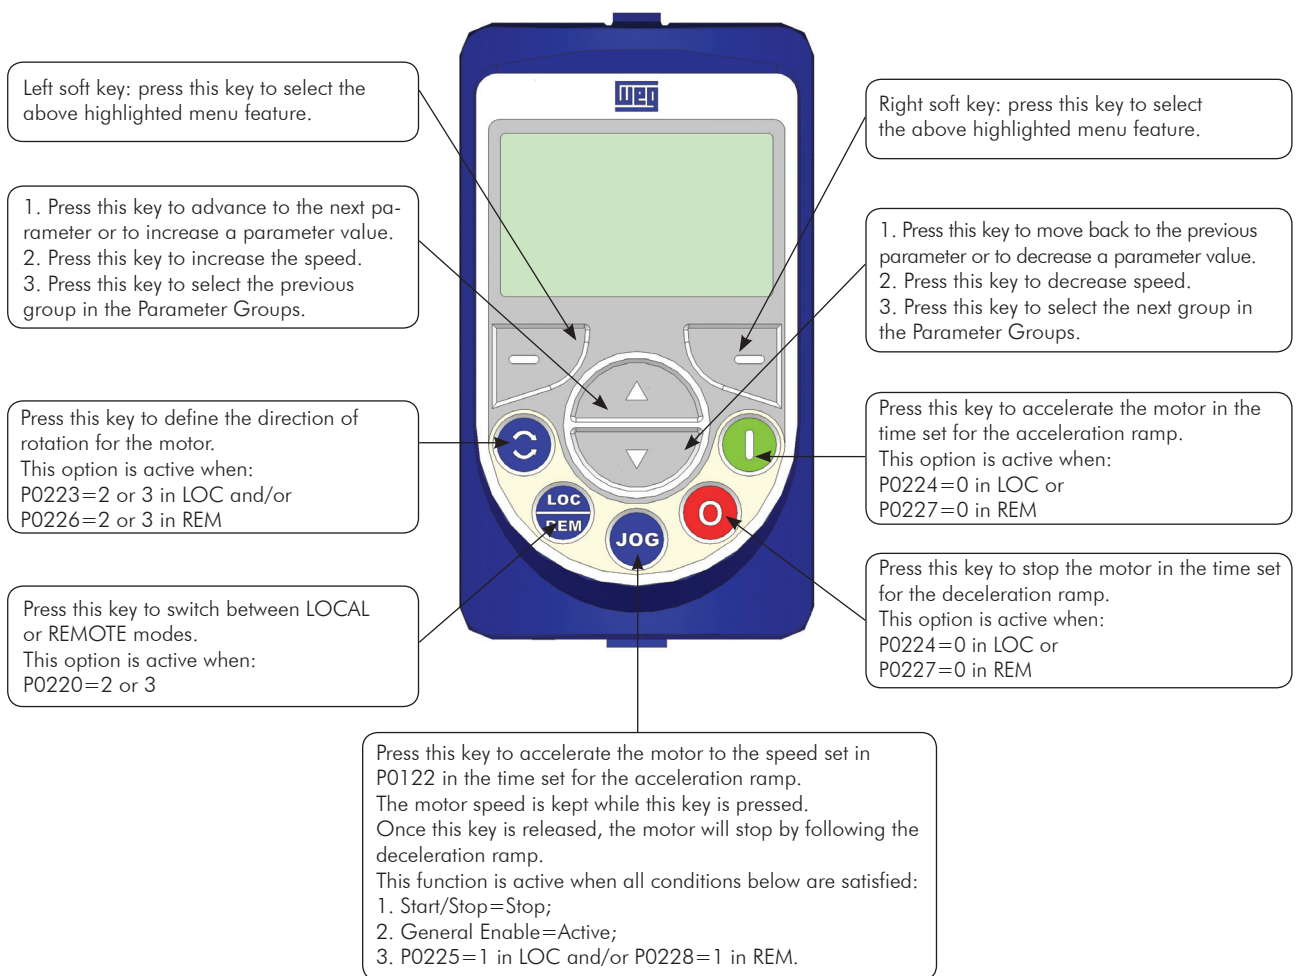 Left soft key: press this key to select the
above highlighted menu feature.
1. Press this key to advance to the next pa-
rameter or to increase a parameter value.
2. Press this key to increase the speed.
3. Press this key to select the previous
group in the Parameter Groups.
Press this key to define the direction of
rotation for the motor.
This option is active when:
P0223=2 or 3 in LOC and/or
P0226=2 or 3 in REM
Press this key to switch between LOCAL
or REMOTE modes.
This option is active when:
P0220=2 or 3
weg
LOC
REM
JOG
O
I
Right soft key: press this key to select
the above highlighted menu feature.
1. Press this key to move back to the previous
parameter or to decrease a parameter value.
2. Press this key to decrease speed.
3. Press this key to select the next group in
the Parameter Groups.
Press this key to accelerate the motor in the
time set for the acceleration ramp.
This option is active when:
P0224=0 in LOC or
P0227=0 in REM
Press this key to stop the motor in the time set
for the deceleration ramp.
This option is active when:
P0224=0 in LOC or
P0227=0 in REM
Press this key to accelerate the motor to the speed set in
P0122 in the time set for the acceleration ramp.
The motor speed is kept while this key is pressed.
Once this key is released, the motor will stop by following the
deceleration ramp.
This function is active when all conditions below are satisfied:
1. Start/Stop=Stop;
2. General Enable=Active;
3. P0225=1 in LOC and/or P0228=1 in REM.